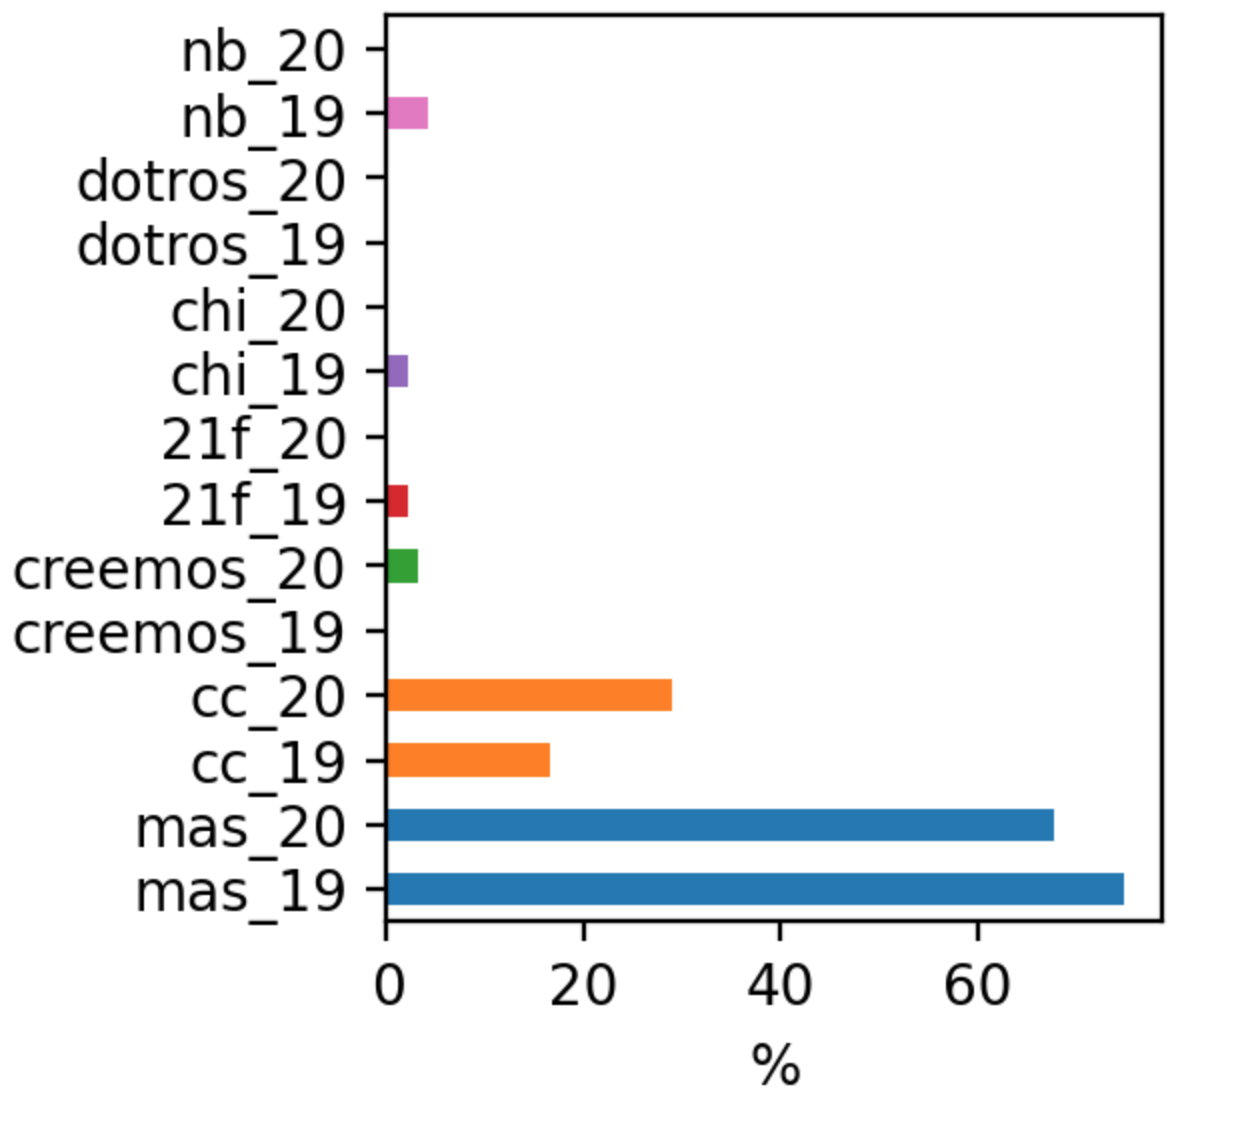 nb_20
nb_19
dotros_20
dotros_19
chi_20
chi_19
21f_20
21f_19
creemos_20
creemos_19
cc_20
cc_19
mas_20
mas_19
0 20 40 60
%